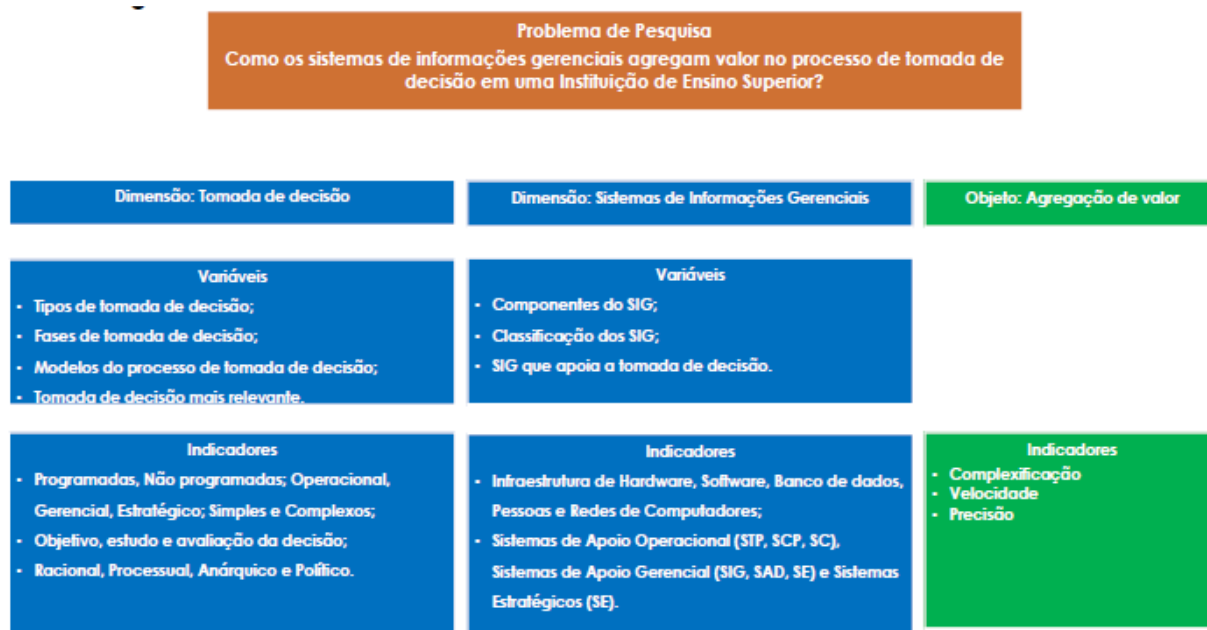 Problema de Pesquisa
Como os sistemas de informações gerenciais agregam valor no processo de tomada de
decisão em uma Instituição de Ensino Superior?
Dimensão: Tomada de decisão
Variáveis
• Tipos de tomada de decisão;
• Fases de tomada de decisão;
• Modelos do processo de tomada de decisão;
• Tomada de decisão mais relevante.
Indicadores
• Programadas, Não programadas; Operacional,
Gerencial, Estratégico; Simples e Complexos;
• Objetivo, estudo e avaliação da decisão;
• Racional, Processual, Anárquico e Político.
Dimensão: Sistemas de Informações Gerenciais
Variáveis
• Componentes do SIG;
• Classificação dos SIG;
• SIG que apoia a tomada de decisão.
Indicadores
• Infraestrutura de Hardware, Software, Banco de dados,
Pessoas e Redes de Computadores;
• Sistemas de Apoio Operacional (STP, SCP, SC),
Sistemas de Apoio Gerencial (SIG, SAD, SE) e Sistemas
Estratégicos (SE).
Objeto: Agregação de valor
Indicadores
• Complexificação
• Velocidade
• Precisão